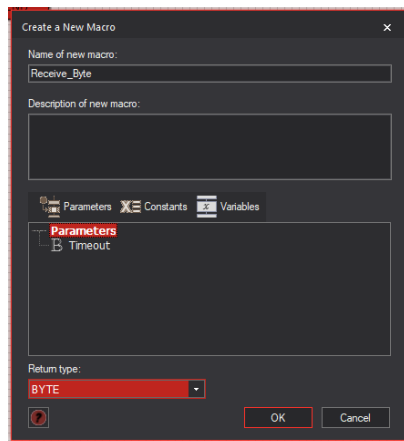 Create a New Macro
Name of new macro:
Receive_Byte
Description of new macro:
Parameters Constants Variables
Parameters
B Timeout
Return type:
BYTE
OK Cancel